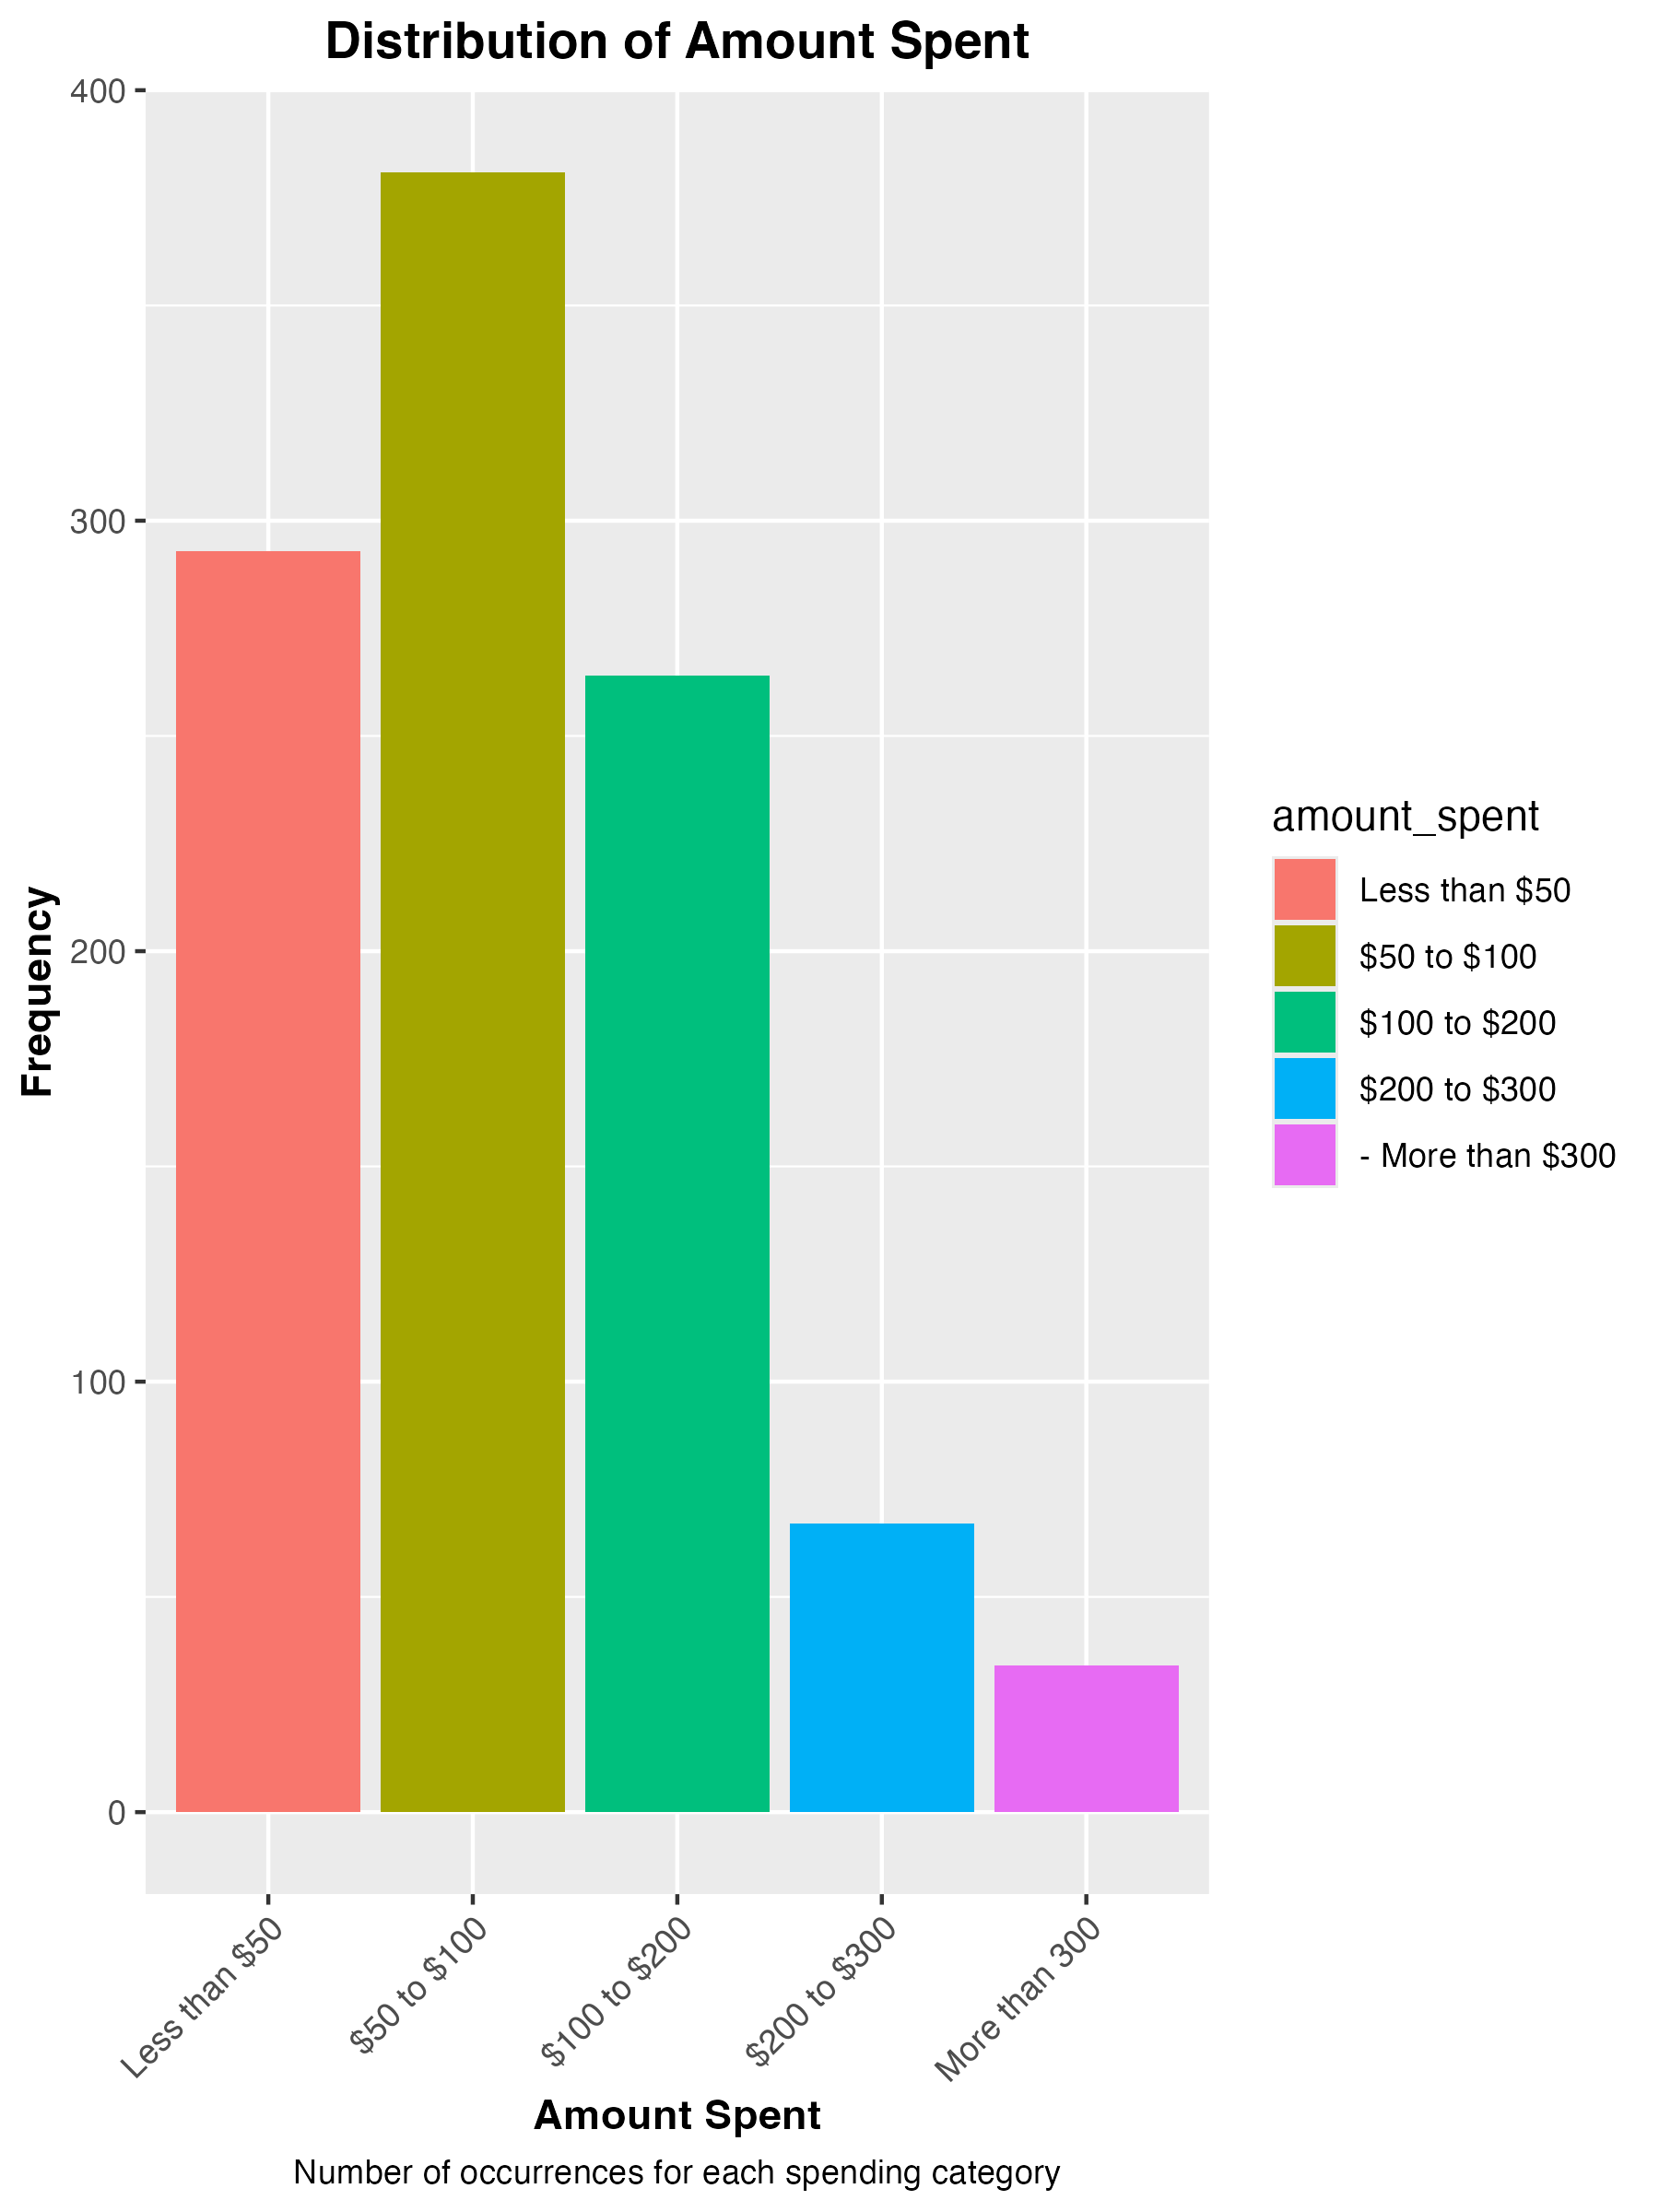 Distribution of Amount Spent
400
300
200
100
0
Frequency
Less than $50
$50 to $100
$100 to $200
$200 to $300
More than 300
Amount Spent
Number of occurrences for each spending category
amount_spent
Less than $50
$50 to $100
$100 to $200
$200 to $300
- More than $300